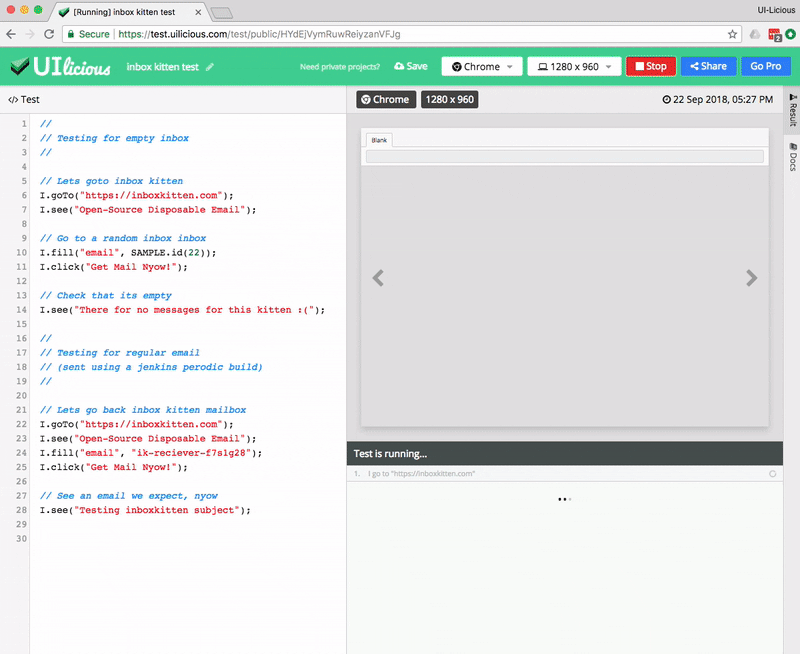 [Running] inbox kitten test
UI-Licious
Secure https://test.uilicious.com/test/public/HYdEjVymRuwReiyzanVFJg
2
UIlicious inbox kitten test Need private projects? Save Chrome 1280 x 960 Stop Share Go Pro
</> Test
Chrome 1280 x 960 22 Sep 2018, 05:27 PM
Result
Docs
Blank
1 //
2 // Testing for empty inbox
3 //
4
5 // Lets goto inbox kitten
6 I.goTo("https://inboxkitten.com");
7 I.see("Open-Source Disposable Email");
8
9 // Go to a random inbox inbox
10 I.fill("email", SAMPLE.id(22));
11 I.click("Get Mail Nyow!");
12
13 // Check that its empty
14 I.see("There for no messages for this kitten :(");
15
16 //
17 // Testing for regular email
18 // (sent using a jenkins perodic build)
19 //
20
21 // Lets go back inbox kitten mailbox
22 I.goTo("https://inboxkitten.com");
23 I.see("Open-Source Disposable Email");
24 I.fill("email", "ik-reciever-f7s1g28");
25 I.click("Get Mail Nyow!");
26
27 // See an email we expect, nyow
28 I.see("Testing inboxkitten subject");
29
30
Test is running...
1. I go to "https://inboxkitten.com"